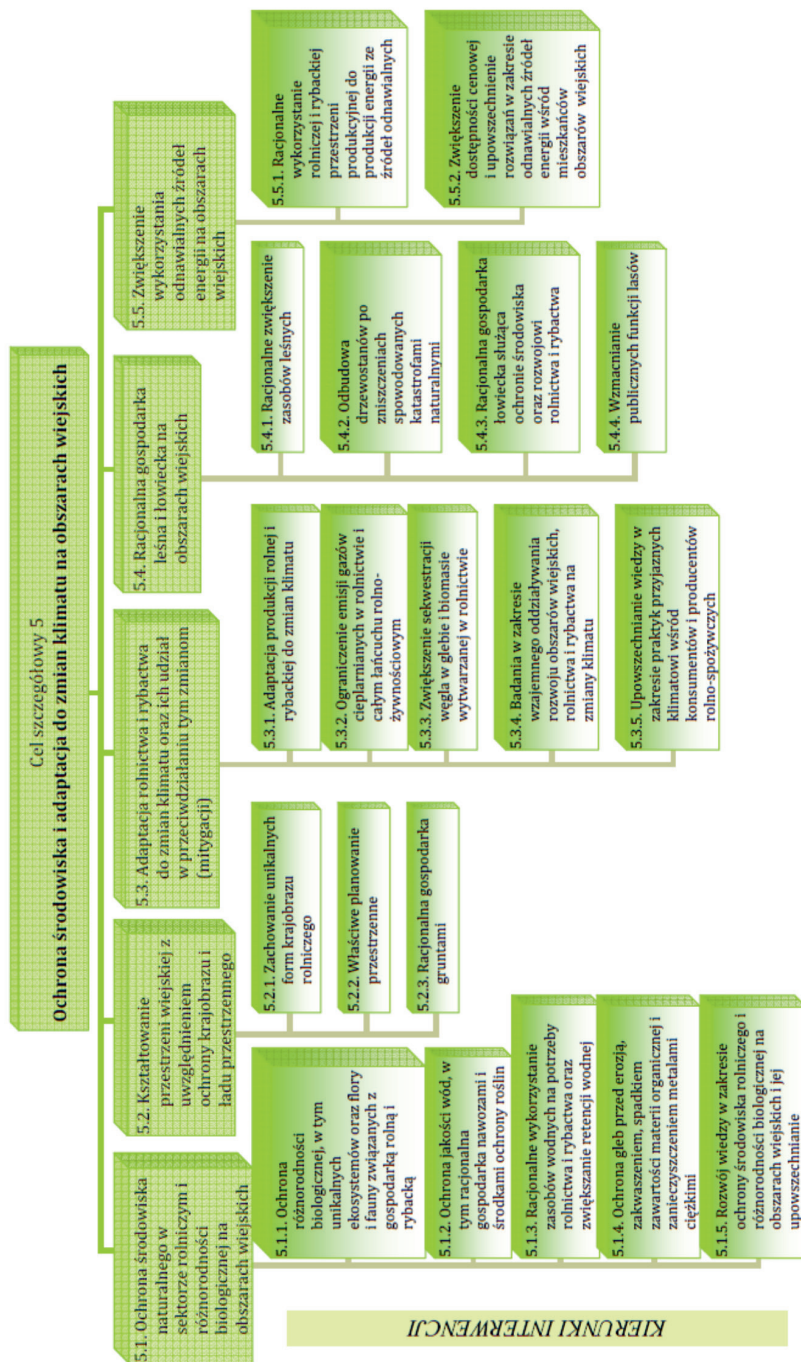 Cel szczegółowy 5
Ochrona środowiska i adaptacja do zmian klimatu na obszarach wiejskich
5.1. Ochrona środowiska
naturalnego w
sektorze rolniczym i
różnorodności
biologicznej na
obszarach wiejskich
5.1.1. Ochrona
różnorodności
biologicznej, w tym
unikalnych
ekosystemów oraz flory
i fauny związanych z
gospodarką rolną i
rybacką
5.1.2. Ochrona jakości wód, w
tym racjonalna
gospodarka nawozami i
środkami ochrony roślin
5.1.3. Racjonalne wykorzystanie
zasobów wodnych na potrzeby
rolnictwa i rybactwa oraz
zwiększanie retencji wodnej
5.1.4. Ochrona gleb przed erozją,
zakwaszeniem, spadkiem
zawartości materii organicznej i
zanieczyszczeniem metalami
ciężkimi
5.1.5. Rozwój wiedzy w zakresie
ochrony środowiska rolniczego i
różnorodności biologicznej na
obszarach wiejskich i jej
upowszechnianie
5.2. Kształtowanie
przestrzeni wiejskiej z
uwzględnieniem
ochrony krajobrazu i
ładu przestrzennego
5.2.1. Zachowanie unikalnych
form krajobrazu
rolniczego
5.2.2. Właściwe planowanie
przestrzenne
5.2.3. Racjonalna gospodarka
gruntami
5.3. Adaptacja rolnictwa i rybactwa
do zmian klimatu oraz ich udział
w przeciwdziałaniu tym zmianom
(mitygacji)
5.3.1. Adaptacja produkcji rolnej i
rybackiej do zmian klimatu
5.3.2. Ograniczenie emisji gazów
cieplarnianych w rolnictwie i
całym łańcuchu rolno-
żywnościowym
5.3.3. Zwiększenie sekwestracji
węgla w glebie i biomasie
wytwarzanej w rolnictwie
5.3.4. Badania w zakresie
wzajemnego oddziaływania
rozwoju obszarów wiejskich,
rolnictwa i rybactwa na
zmiany klimatu
5.3.5. Upowszechnianie wiedzy w
zakresie praktyk przyjaznych
klimatowi wśród
konsumentów i producentów
rolno-spożywczych
5.4. Racjonalna gospodarka
leśna i łowiecka na
obszarach wiejskich
5.4.1. Racjonalne zwiększenie
zasobów leśnych
5.4.2. Odbudowa
drzewostanów po
zniszczeniach
spowodowanych
katastrofami
naturalnymi
5.4.3. Racjonalna gospodarka
łowiecka służąca
ochronie środowiska
oraz rozwojowi
rolnictwa i rybactwa
5.4.4. Wzmacnianie
publicznych funkcji lasów
5.5. Zwiększenie
wykorzystania
odnawialnych źródeł
energii na obszarach
wiejskich
5.5.1. Racjonalne
wykorzystanie
rolniczej i rybackiej
przestrzeni
produkcyjnej do
produkcji energii ze
źródeł odnawialnych
5.5.2. Zwiększenie
dostępności cenowej
i upowszechnienie
rozwiązań w zakresie
odnawialnych źródeł
energii wśród
mieszkańców
obszarów wiejskich
KIERUNKI INTERWENCJI